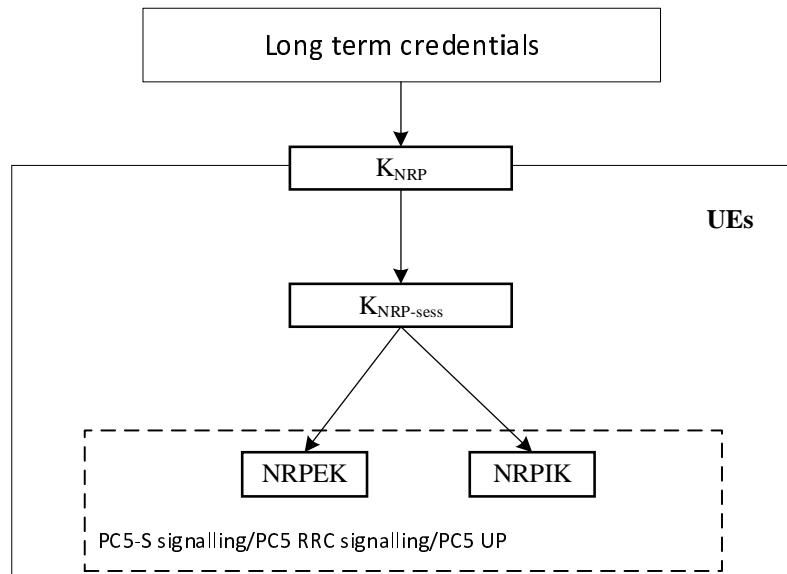 Long term credentials
K_NRP
UEs
K_NRP-sess
NRPEK NRPIK
PC5-S signalling/PC5 RRC signalling/PC5 UP